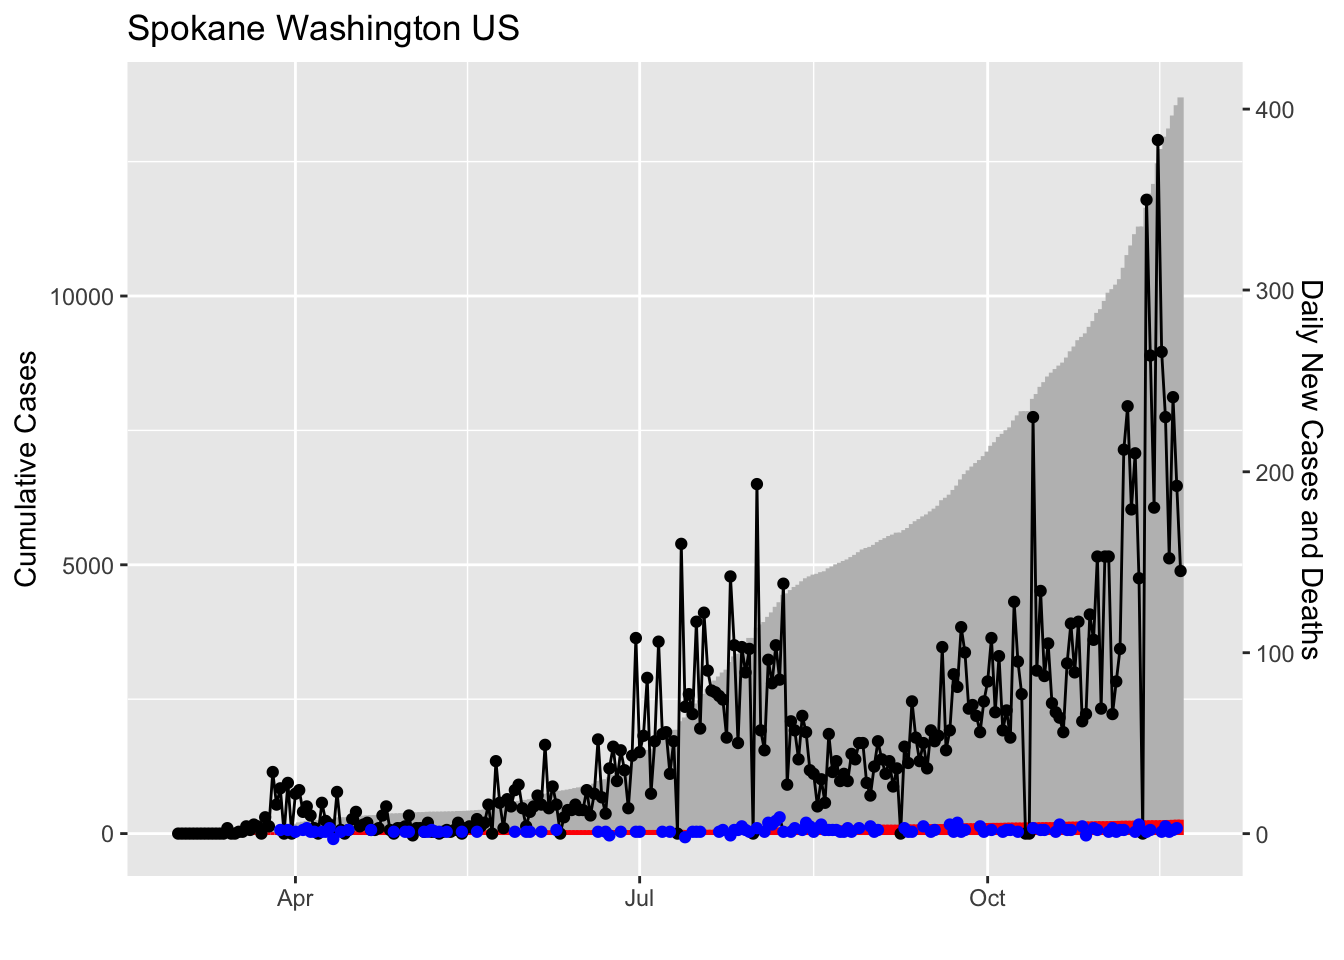 Spokane Washington US
Cumulative Cases
10000
5000
0
400
300
200
100
0
Daily New Cases and Deaths
Apr
Jul
Oct